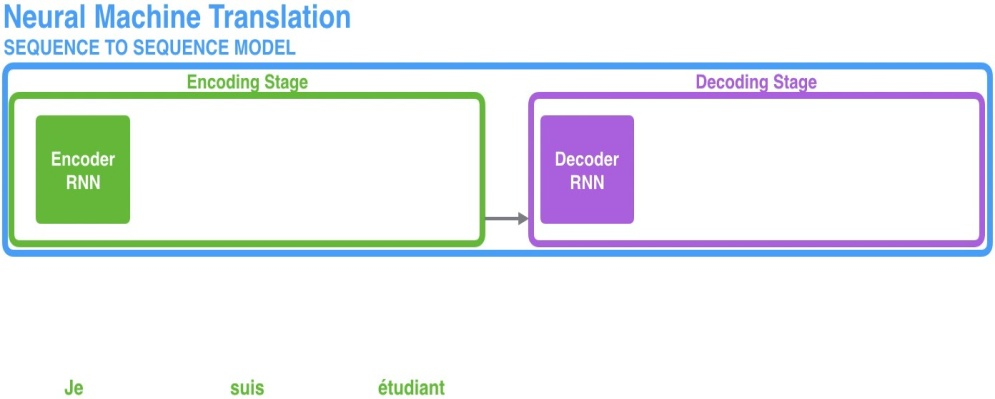 Neural Machine Translation
SEQUENCE TO SEQUENCE MODEL
Encoding Stage
Decoding Stage
Encoder
RNN
Decoder
RNN
Je suis étudiant